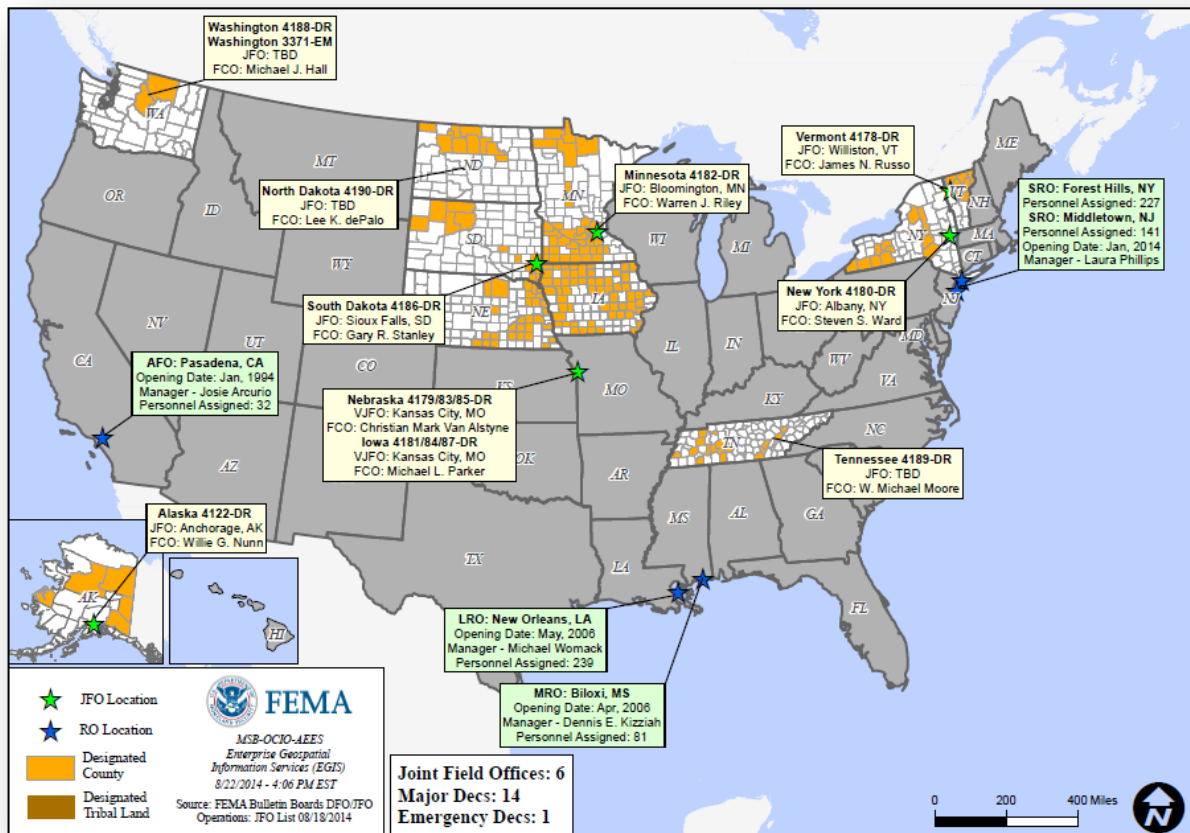 Washington 4188-DR
Washington 3371-EM
JFO: TBD
FCO: Michael J. Hall
WA
MT
ND
North Dakota 4190-DR
JFO: TBD
FCO: Lee K. dePalo
MN
Minnesota 4182-DR
JFO: Bloomington, MN
FCO: Warren J. Riley
Vermont 4178-DR
JFO: Williston, VT
FCO: James N. Russo
ME
VT
NH
SRO: Forest Hills, NY
Personnel Assigned: 227
SRO: Middletown, NJ
Personnel Assigned: 141
Opening Date: Jan, 2014
Manager - Laura Phillips
OR
ID
SD
WI
MI
NY
MA
CT
WY
South Dakota 4186-DR
JFO: Sioux Falls, SD
FCO: Gary R. Stanley
NE
IA
New York 4180-DR
JFO: Albany, NY
FCO: Steven S. Ward
NJ
MD
NV
CA
UT
CO
AFO: Pasadena, CA
Opening Date: Jan, 1994
Manager - Josie Arcurio
Personnel Assigned: 32
IL
IN
WV
VA
KS
MO
KY
Nebraska 4179/83/85-DR
VJFO: Kansas City, MO
FCO: Christian Mark Van Alstyne
Iowa 4181/84/87-DR
VJFO: Kansas City, MO
FCO: Michael L. Parker
AZ
OK
AR
TN
NC
Tennessee 4189-DR
JFO: TBD
FCO: W. Michael Moore
MS
AL
GA
TX
LA
FL
Alaska 4122-DR
JFO: Anchorage, AK
FCO: Willie G. Nunn
AK
HI
LRO: New Orleans, LA
Opening Date: May, 2006
Manager - Michael Womack
Personnel Assigned: 239
MRO: Biloxi, MS
Opening Date: Apr, 2006
Manager - Dennis E. Kizziah
Personnel Assigned: 81
JFO Location
RO Location
Designated
County
Designated
Tribal Land
FEMA
MSB-OCIO-AEES
Enterprise Geospatial
Information Services (EGIS)
8/22/2014 - 4:06 PM EST
Source: FEMA Bulletin Boards DFO/JFO
Operations: JFO List 08/18/2014
Joint Field Offices: 6
Major Decs: 14
Emergency Decs: 1
0 200 400 Miles
N